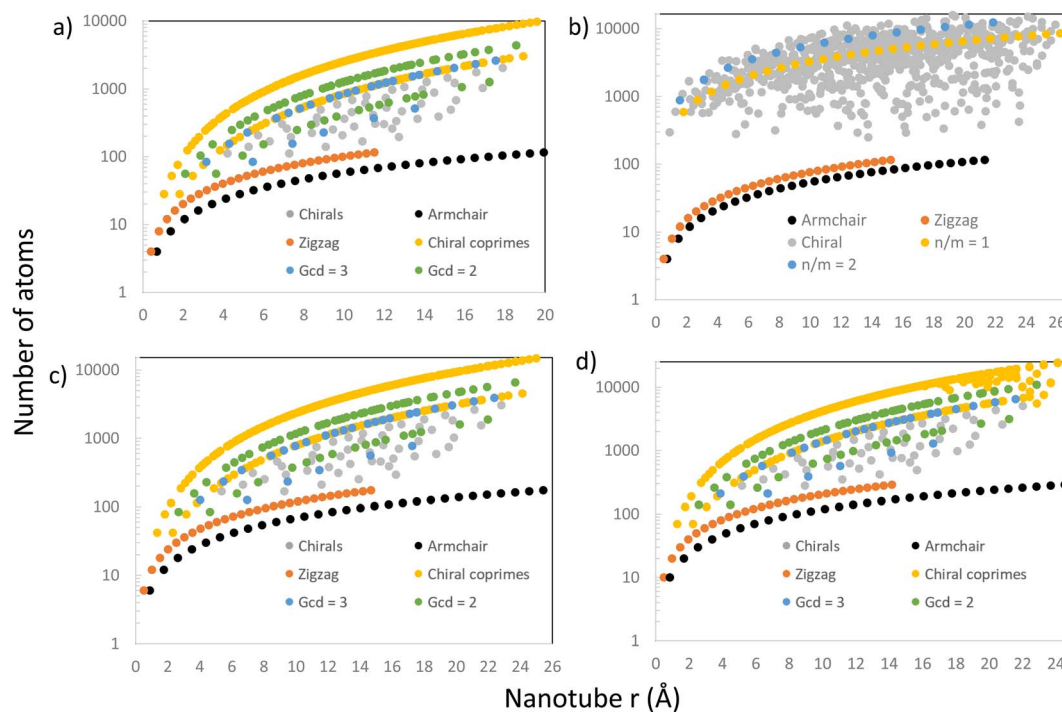 a)
10000
1000
100
10
1
0 2 4 6 8 10 12 14 16 18 20
Chirals Armchair
Zigzag Chiral coprimes
Gcd = 3 Gcd = 2
b)
10000
1000
100
10
1
0 2 4 6 8 10 12 14 16 18 20 22 24 26
Armchair Zigzag
Chiral n/m = 1
n/m = 2
c)
10000
1000
100
10
1
0 2 4 6 8 10 12 14 16 18 20 22 24 26
Chirals Armchair
Zigzag Chiral coprimes
Gcd = 3 Gcd = 2
d)
10000
1000
100
10
1
0 2 4 6 8 10 12 14 16 18 20 22 24
Chirals Armchair
Zigzag Chiral coprimes
Gcd = 3 Gcd = 2
Number of atoms
Nanotube r (Å)